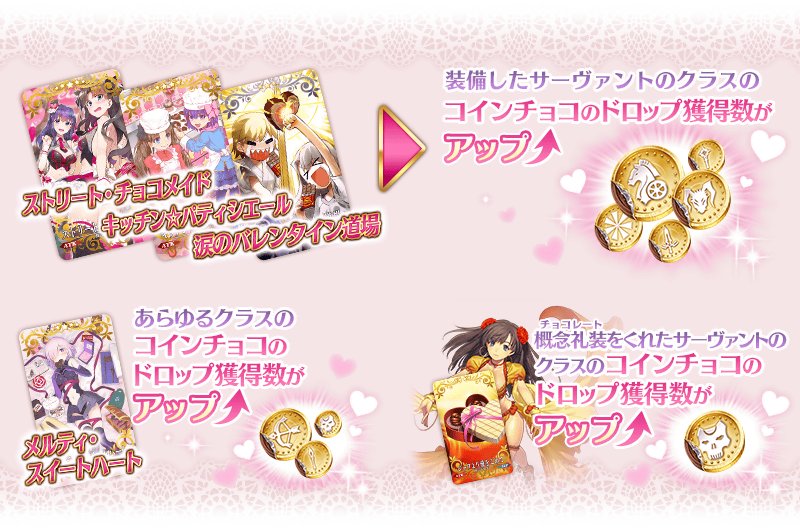 装備したサーヴァントのクラスの
コインチョコのドロップ獲得数が
アップ
ストリート・チョコメイド
キッチン☆パティシエール
涙のバレンタイン道場
あらゆるクラスの
コインチョコの
ドロップ獲得数が
アップ
メルティ・
スイートハート
チョコレート
概念礼装をくれたサーヴァントの
クラスのコインチョコの
ドロップ獲得数が
アップ